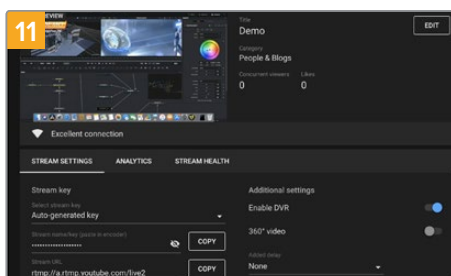 11
PREVIEW
Title
Demo
EDIT
Category
People & Blogs
Concurrent viewers Likes
0 0
Excellent connection
STREAM SETTINGS ANALYTICS STREAM HEALTH
Stream key Additional settings
Select stream key
Auto-generated key
Enable DVR
Stream name/key (paste in encoder)
COPY
360° video
Stream URL
rtmp://a.rtmp.youtube.com/live2
COPY
Added delay
None